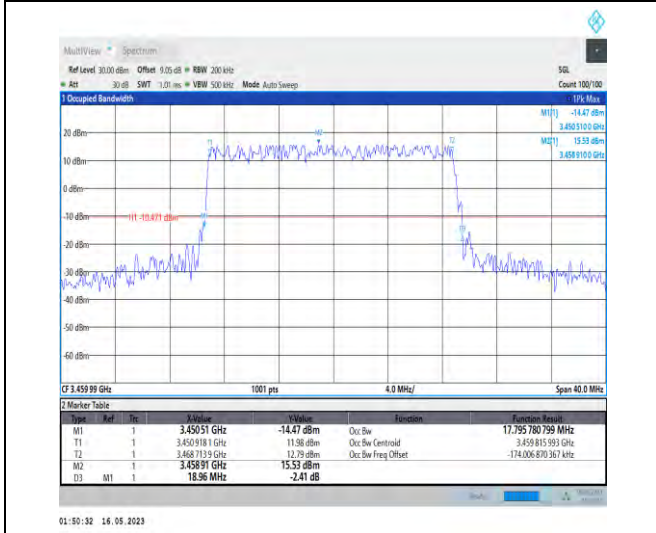 MultiView Spectrum
Ref Level 30.00 dBm Offset 9.05 dB RBW 200 kHz SGL
Att 30 dB SWT 1.01 ms VBW 500 kHz Mode Auto Sweep Count 100/100
1 Occupied Bandwidth 1Pk Max
M1[1] -14.47 dBm
3.450510 0 GHz
20 dBm M2[1] 15.53 dBm
3.458910 0 GHz
T1 M2 T2
10 dBm
0 dBm
-10 dBm H1 -10.471 dBm
-20 dBm
-30 dBm
-40 dBm
-50 dBm
-60 dBm
CF 3.459 99 GHz 1001 pts 4.0 MHz/ Span 40.0 MHz
2 Marker Table
Type Ref Trc X-Value Y-Value Function Function Result
M1 1 3.45051 GHz -14.47 dBm Occ Bw 17.795 780 799 MHz
T1 1 3.450 918 1 GHz 11.98 dBm Occ Bw Centroid 3.459 815 993 GHz
T2 1 3.468 713 9 GHz 12.79 dBm Occ Bw Freq Offset -174.006 870 367 kHz
M2 1 3.45891 GHz 15.53 dBm
D3 M1 1 18.96 MHz -2.41 dB
01:50:32 16.05.2023